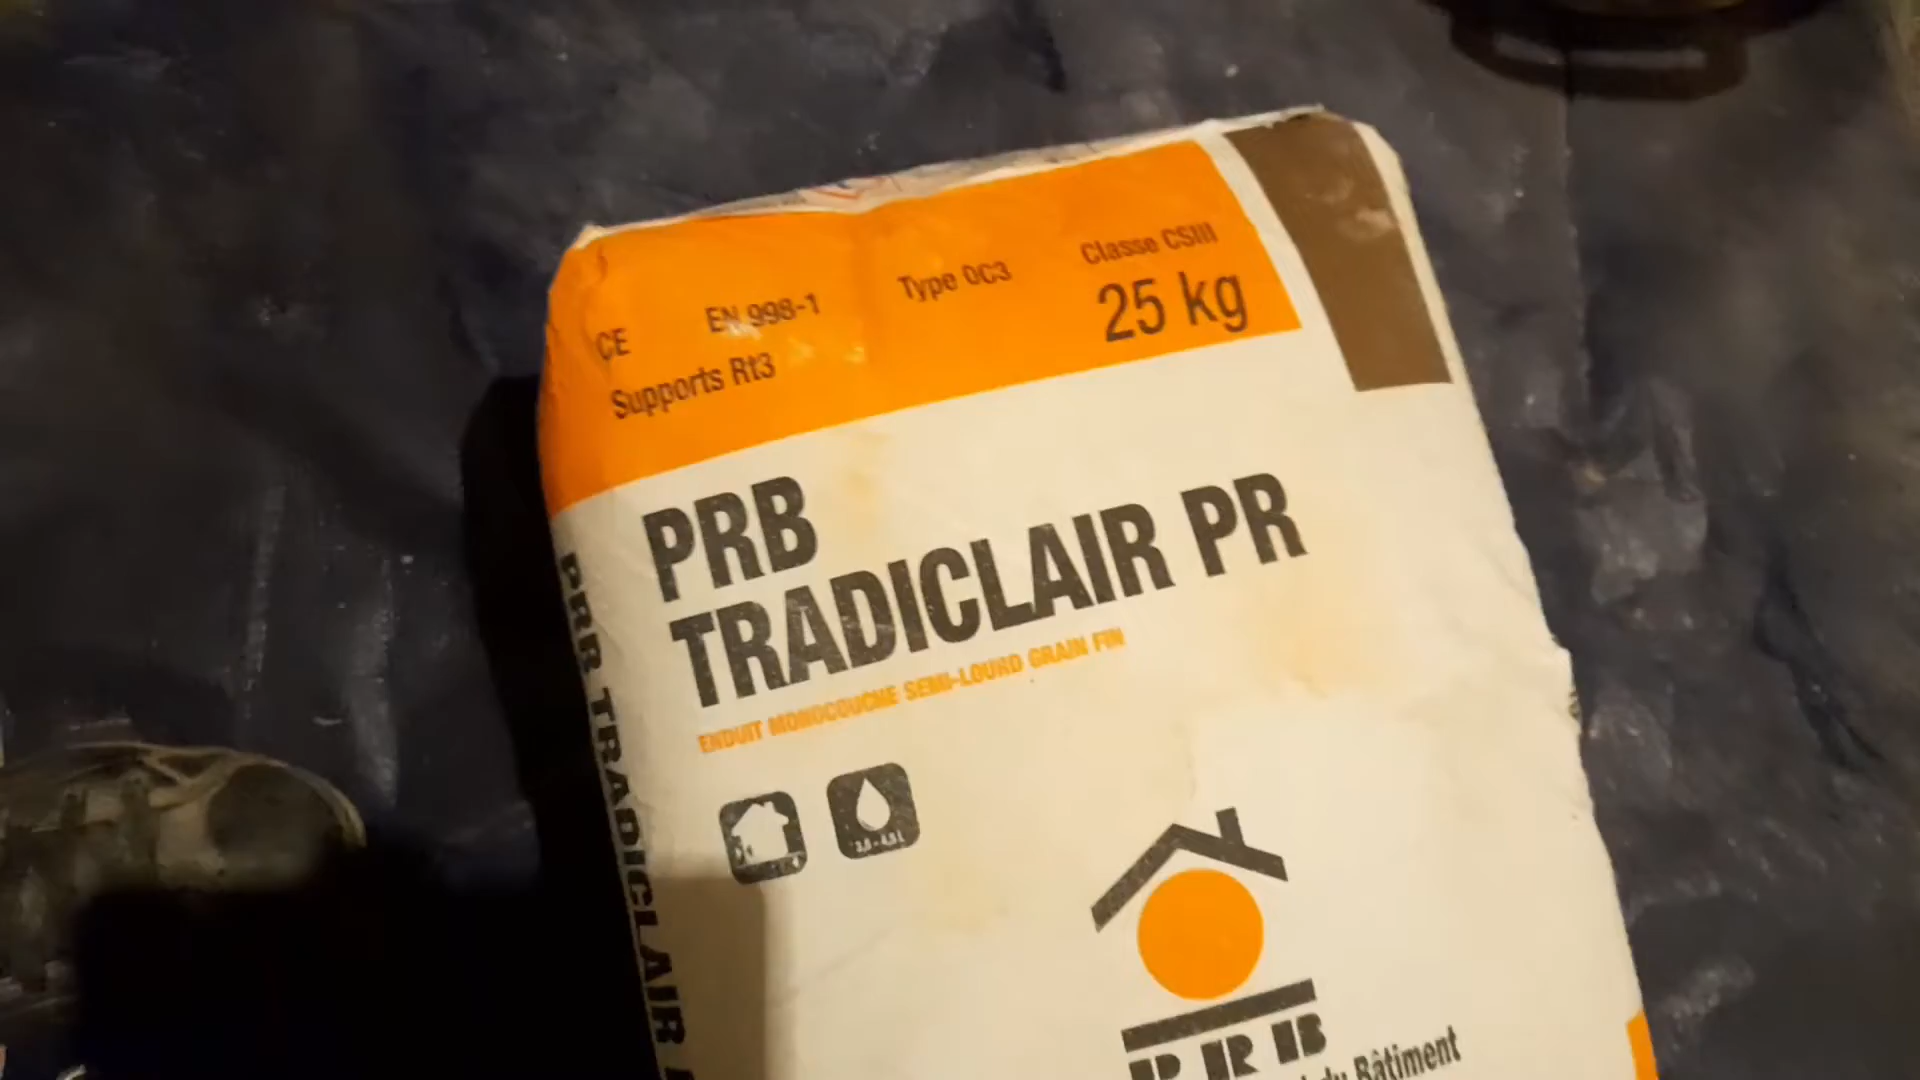 CE
EN 998-1
Type OC3
Classe CSIII
Supports Rt3
25 kg
PRB
TRADICLAIR PR
ENDUIT MONOCOUCHE SEMI-LOURD GRAIN FIN
PRB TRADICLAIR
PRB
du Bâtiment